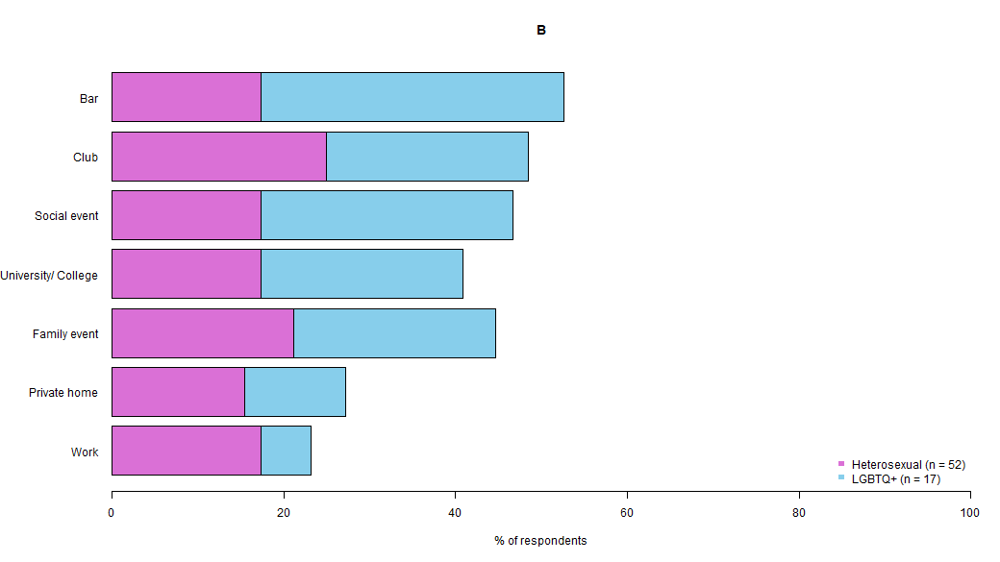 B
Bar
Club
Social event
University/ College
Family event
Private home
Work
Heterosexual (n = 52)
LGBTQ+ (n = 17)
0 20 40 60 80 100
% of respondents